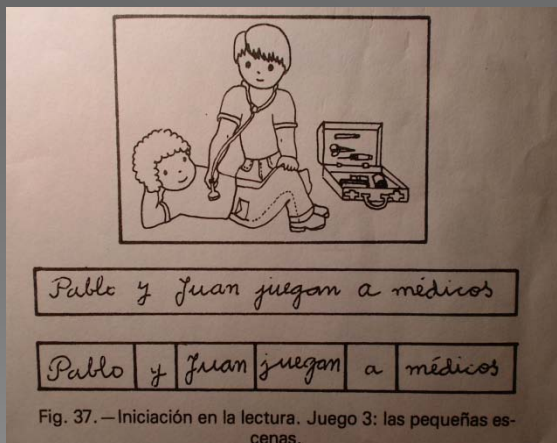 Pablo y Juan juegan a médicos
Pablo y Juan juegan a médicos
Fig. 37.—Iniciación en la lectura. Juego 3: las pequeñas es-
cenas.